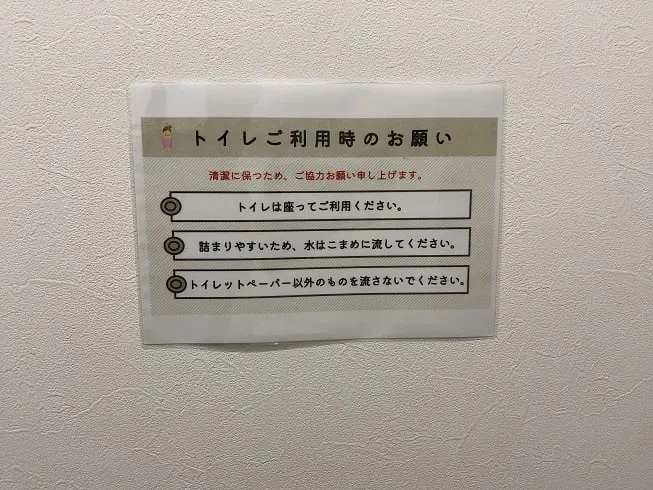 トイレご利用時のお願い
清潔に保つため、ご協力お願い申し上げます。
トイレは座ってご利用ください。
詰まりやすいため、水はこまめに流してください。
トイレットペーパー以外のものを流さないでください。